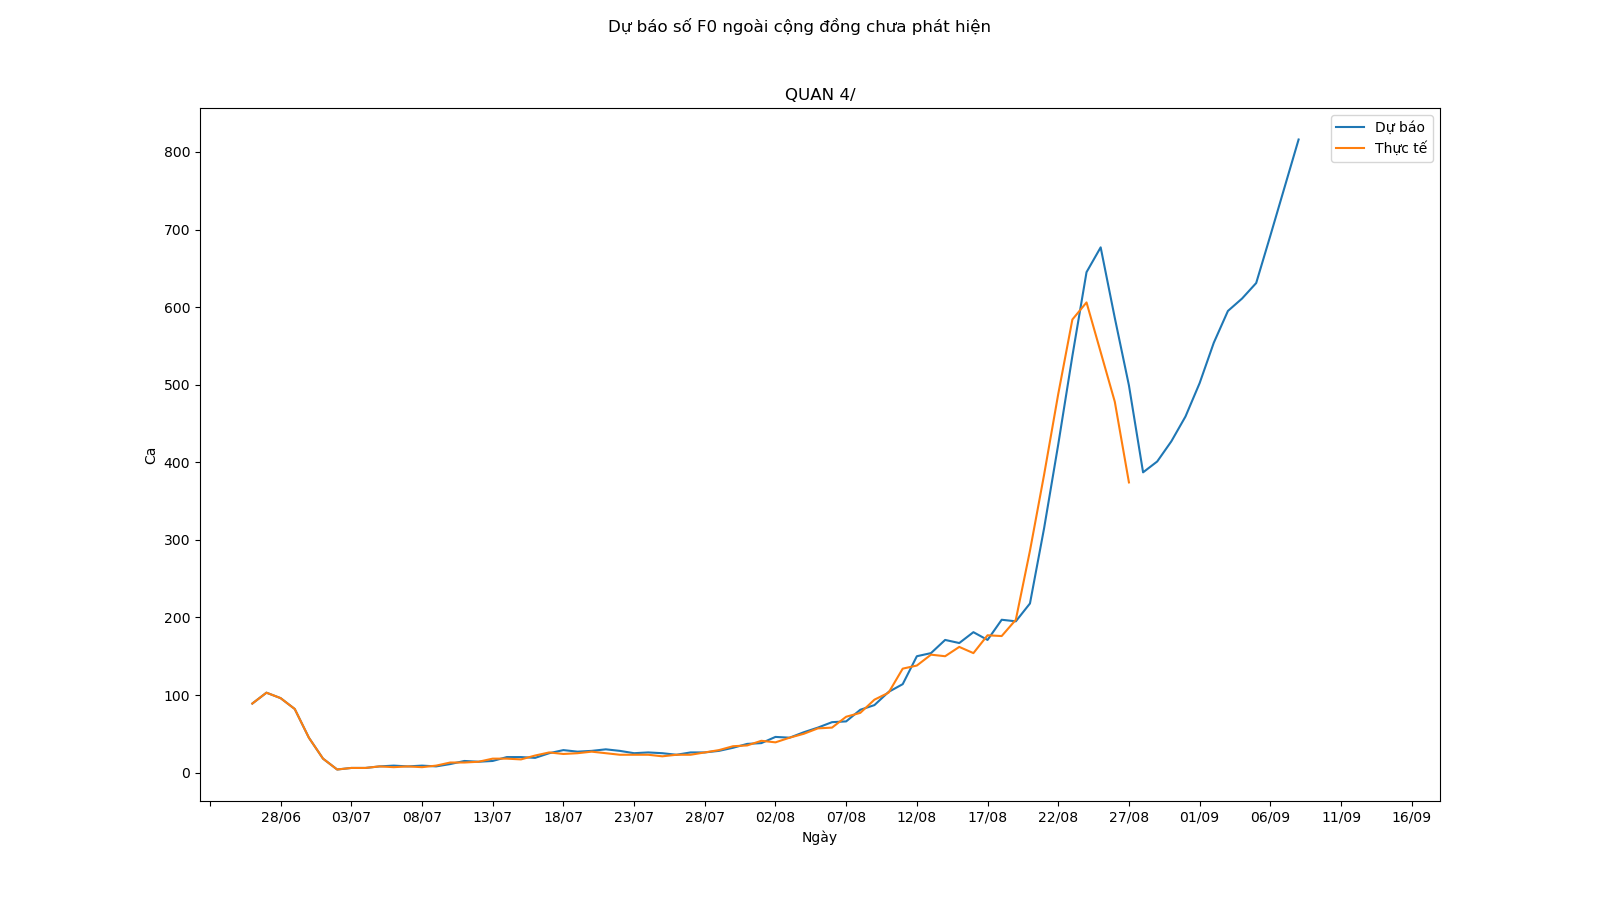 Dự báo số F0 ngoài cộng đồng chưa phát hiện
QUAN 4/
Dự báo
Thực tế
800
700
600
500
400
300
200
100
0
Ca
28/06 03/07 08/07 13/07 18/07 23/07 28/07 02/08 07/08 12/08 17/08 22/08 27/08 01/09 06/09 11/09 16/09
Ngày